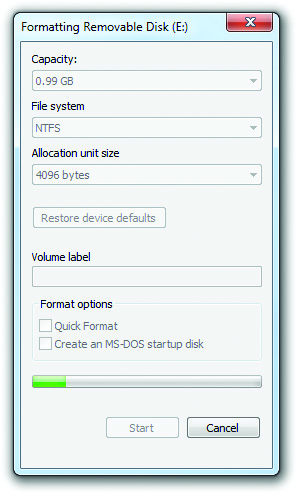 Formatting Removable Disk (E:)
Capacity:
0.99 GB
File system
NTFS
Allocation unit size
4096 bytes
Restore device defaults
Volume label
Format options
Quick Format
Create an MS-DOS startup disk
Start
Cancel